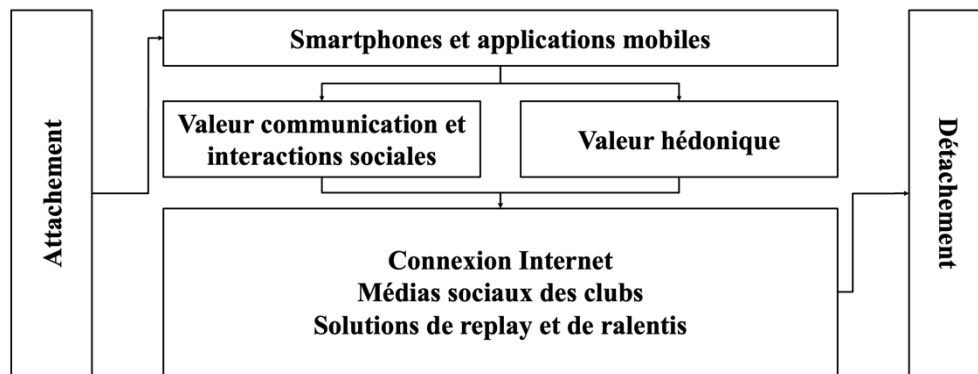 Attachement
Smartphones et applications mobiles
Valeur communication et
interactions sociales
Valeur hédonique
Connexion Internet
Médias sociaux des clubs
Solutions de replay et de ralentis
Détachement